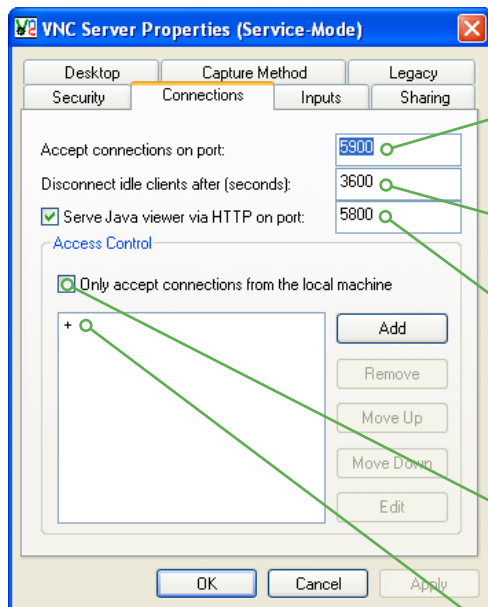 VNC Server Properties (Service-Mode)
Desktop Capture Method Legacy
Security Connections Inputs Sharing
Accept connections on port: 5900
Disconnect idle clients after (seconds): 3600
Serve Java viewer via HTTP on port: 5800
Access Control
Only accept connections from the local machine
+
Add
Remove
Move Up
Move Down
Edit
OK Cancel Apply